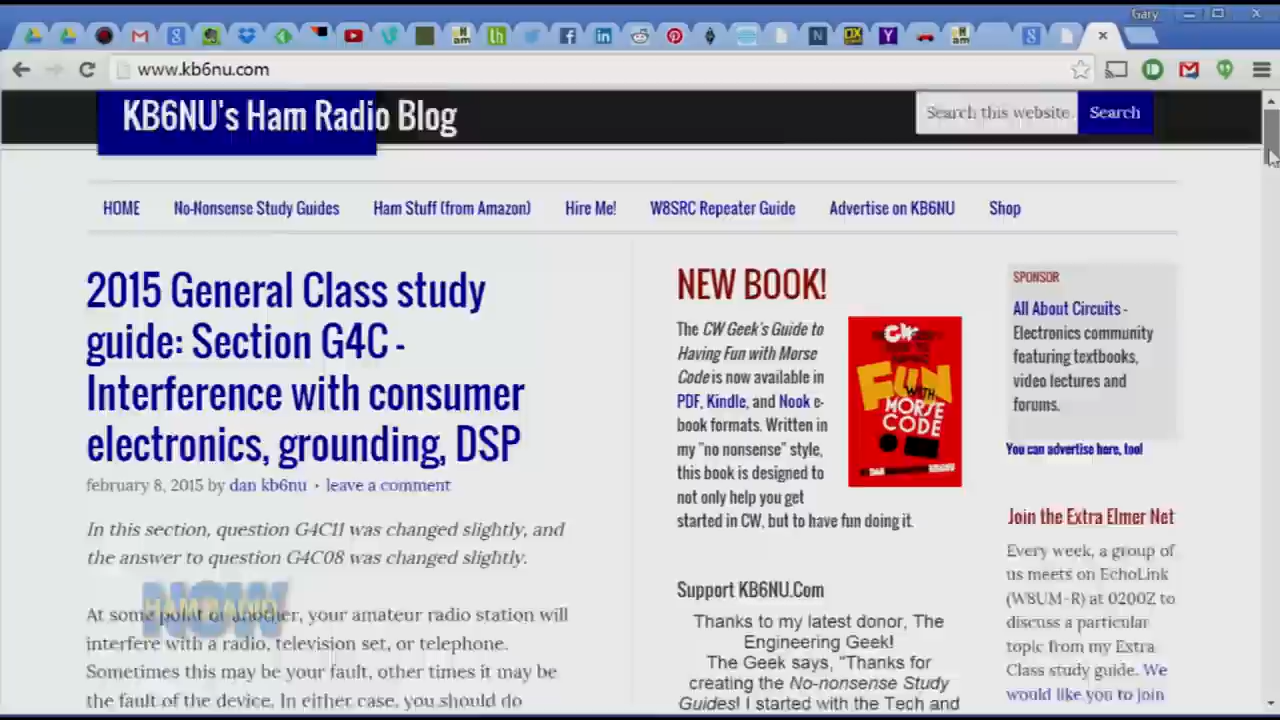 Gary
www.kb6nu.com
KB6NU's Ham Radio Blog
Search this website
Search
HOME
No-Nonsense Study Guides
Ham Stuff (from Amazon)
Hire Me!
W8SRC Repeater Guide
Advertise on KB6NU
Shop
2015 General Class study
guide: Section G4C -
Interference with consumer
electronics, grounding, DSP
february 8, 2015 by dan kb6nu • leave a comment
In this section, question G4C11 was changed slightly, and
the answer to question G4C08 was changed slightly.
At some point or another, your amateur radio station will
interfere with a radio, television set, or telephone.
Sometimes this may be your fault, other times it may be
the fault of the device. In either case, you should do
HAMRADIO
NOW
NEW BOOK!
The CW Geek's Guide to
Having Fun with Morse
Code is now available in
PDF, Kindle, and Nook e-
book formats. Written in
my "no nonsense" style,
this book is designed to
not only help you get
started in CW, but to have fun doing it.
CW
FUN
WITH
MORSE
CODE
DAN
KB6NU
Support KB6NU.Com
Thanks to my latest donor, The
Engineering Geek!
The Geek says, "Thanks for
creating the No-nonsense Study
Guides! I started with the Tech and
SPONSOR
All About Circuits -
Electronics community
featuring textbooks,
video lectures and
forums.
You can advertise here, too!
Join the Extra Elmer Net
Every week, a group of
us meets on EchoLink
(W8UM-R) at 0200Z to
discuss a particular
topic from my Extra
Class study guide. We
would like you to join